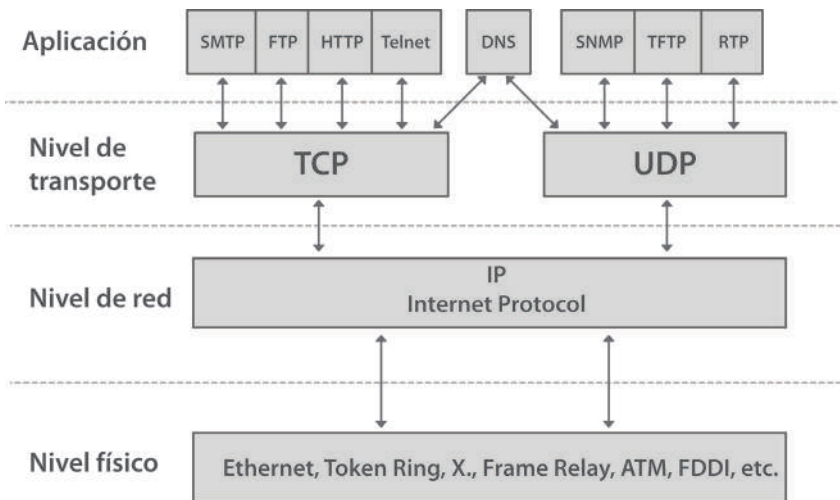 Aplicación
SMTP FTP HTTP Telnet DNS SNMP TFTP RTP
Nivel de
transporte
TCP UDP
Nivel de red
IP
Internet Protocol
Nivel físico
Ethernet, Token Ring, X., Frame Relay, ATM, FDDI, etc.